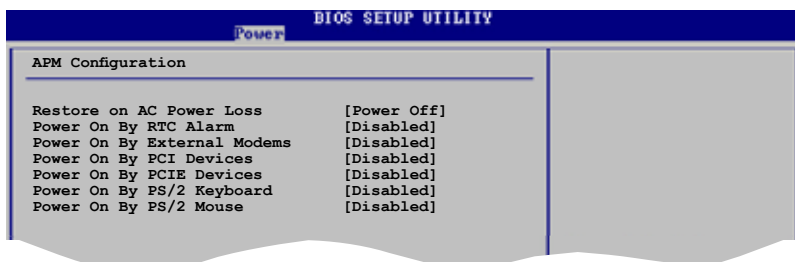 BIOS SETUP UTILITY
Power
APM Configuration
Restore on AC Power Loss [Power Off]
Power On By RTC Alarm [Disabled]
Power On By External Modems [Disabled]
Power On By PCI Devices [Disabled]
Power On By PCIE Devices [Disabled]
Power On By PS/2 Keyboard [Disabled]
Power On By PS/2 Mouse [Disabled]